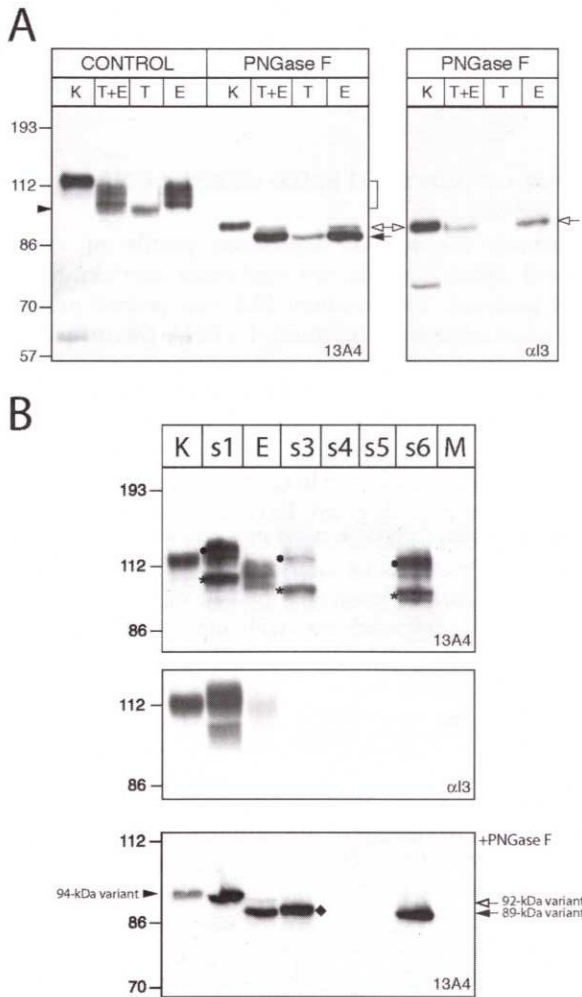 A
CONTROL PNGase F PNGase F
K T+E T E K T+E T E K T+E T E
193
112
86
70
57
13A4 αI3
B
K s1 E s3 s4 s5 s6 M
193
112
86
13A4
112
86
αI3
112
+PNGase F
94-kDa variant
92-kDa variant
86
89-kDa variant
70
13A4